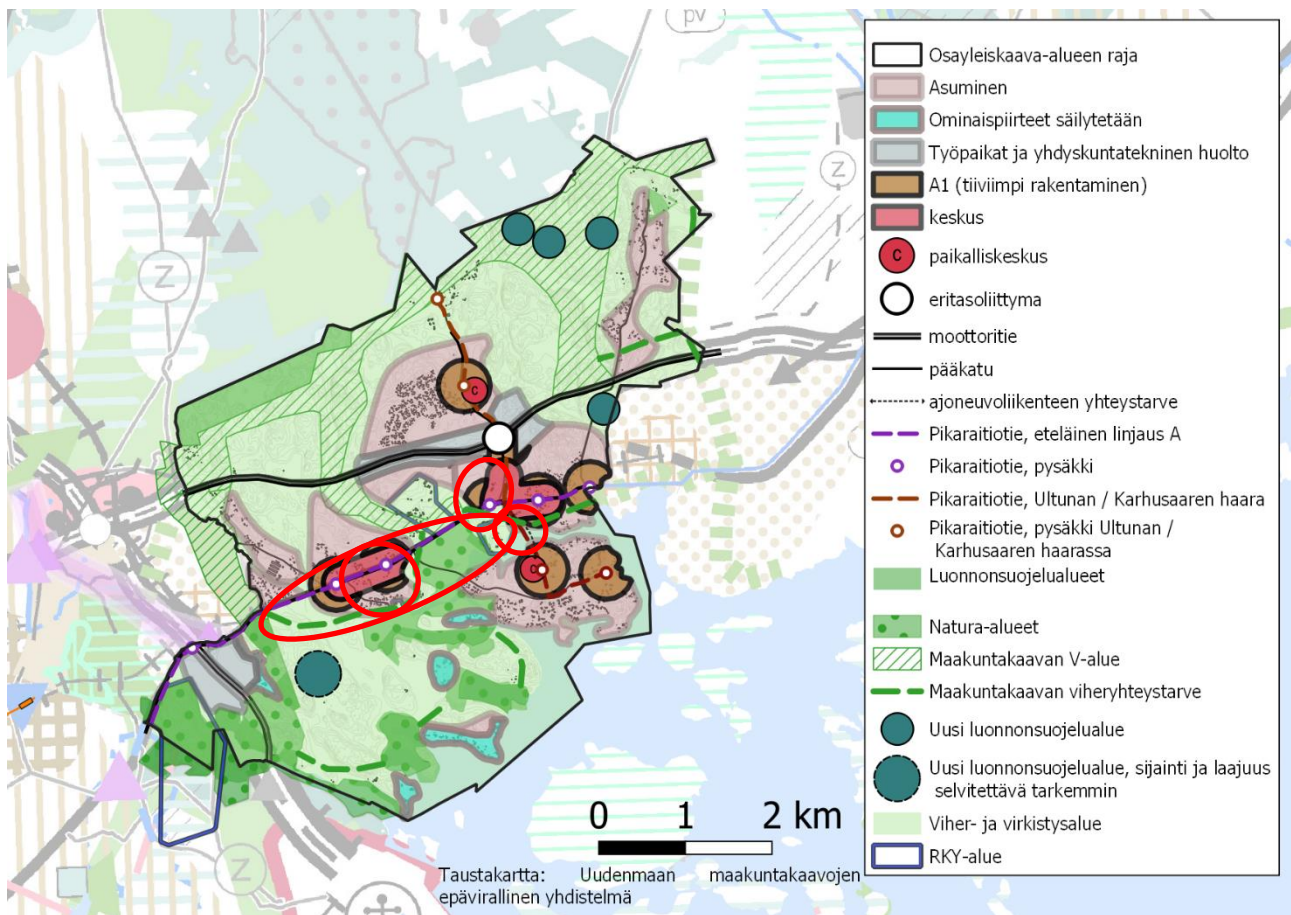 pv
Z
Z
Z
C
C
Osayleiskaava-alueen raja
Asuminen
Ominaispiirteet säilytetään
Työpaikat ja yhdyskuntatekninen huolto
A1 (tiiviimpi rakentaminen)
keskus
C
paikalliskeskus
eritasoliittyma
moottoritie
pääkatu
ajoneuvoliikenteen yhteystarve
Pikaraitiotie, eteläinen linjaus A
Pikaraitiotie, pysäkki
Pikaraitiotie, Ultunan / Karhusaaren haara
Pikaraitiotie, pysäkki Ultunan /
Karhusaaren haarassa
Luonnonsuojelualueet
Natura-alueet
Maakuntakaavan V-alue
Maakuntakaavan viheryhteystarve
Uusi luonnonsuojelualue
Uusi luonnonsuojelualue, sijainti ja laajuus
selvitettävä tarkemmin
Viher- ja virkistysalue
RKY-alue
0 1 2 km
Taustakartta: Uudenmaan maakuntakaavojen
epävirallinen yhdistelmä